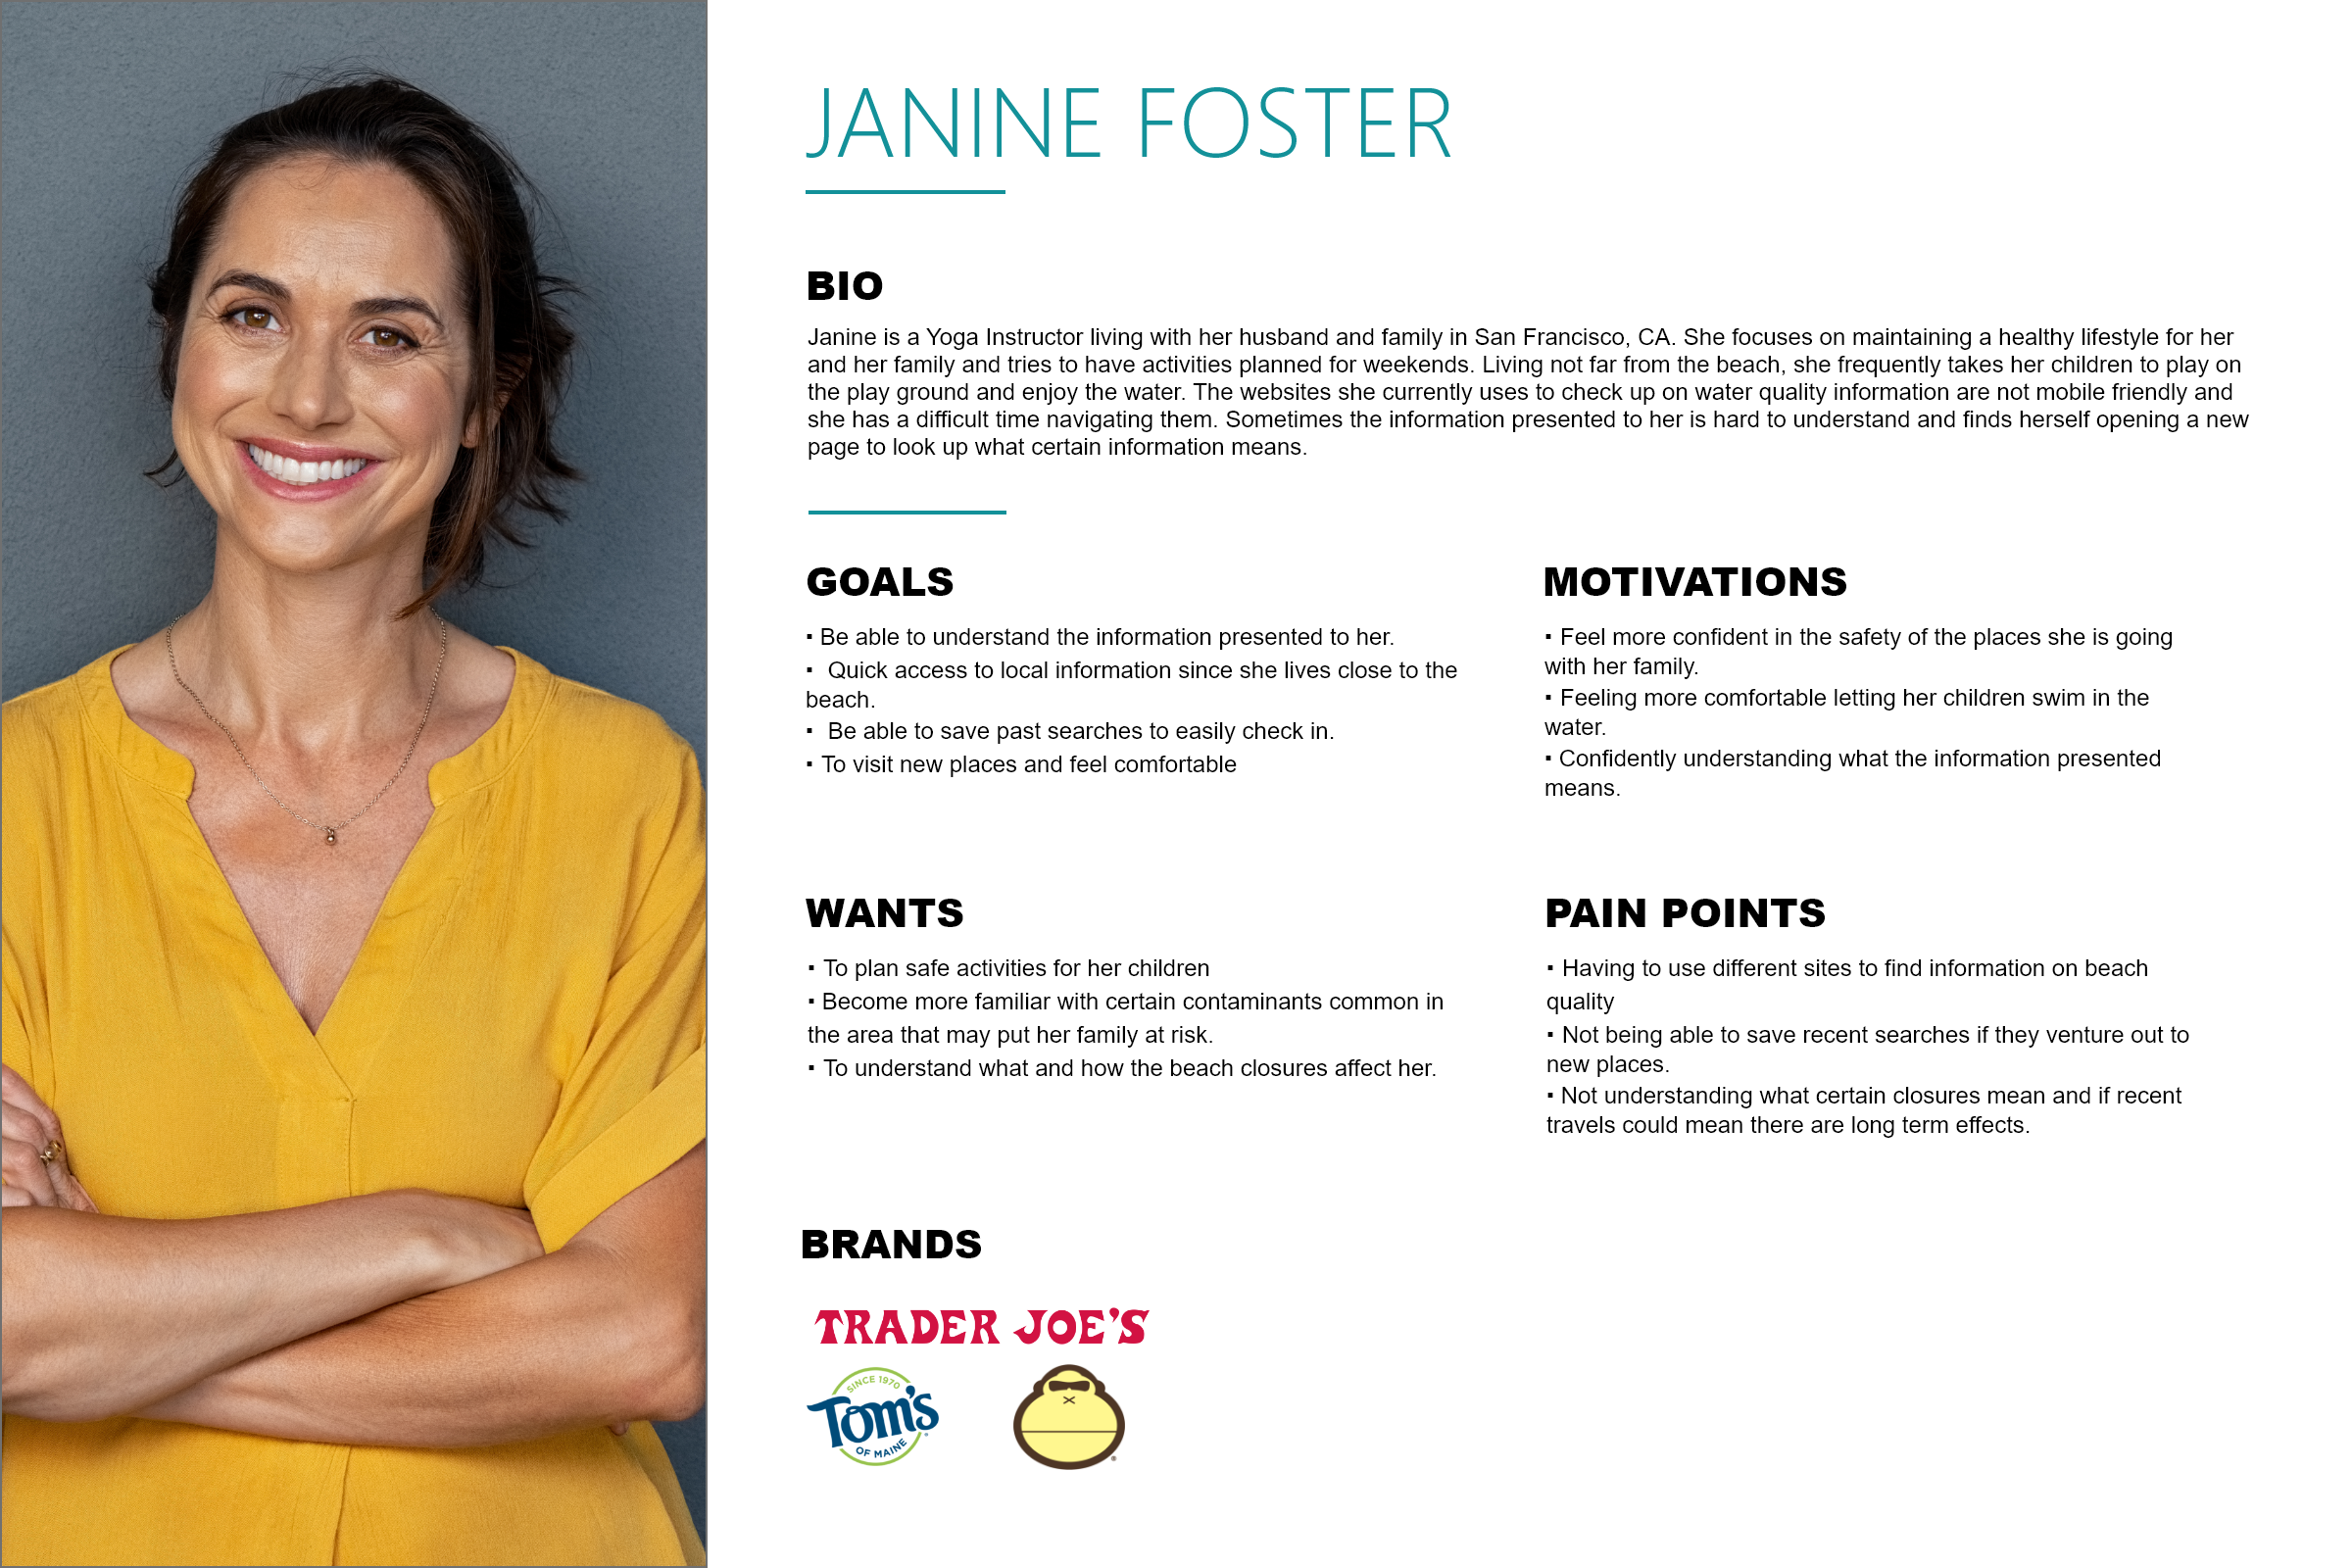 JANINE FOSTER
BIO
Janine is a Yoga Instructor living with her husband and family in San Francisco, CA. She focuses on maintaining a healthy lifestyle for her
and her family and tries to have activities planned for weekends. Living not far from the beach, she frequently takes her children to play on
the play ground and enjoy the water. The websites she currently uses to check up on water quality information are not mobile friendly and
she has a difficult time navigating them. Sometimes the information presented to her is hard to understand and finds herself opening a new
page to look up what certain information means.
GOALS
▪ Be able to understand the information presented to her.
▪ Quick access to local information since she lives close to the
beach.
▪ Be able to save past searches to easily check in.
▪ To visit new places and feel comfortable
MOTIVATIONS
▪ Feel more confident in the safety of the places she is going
with her family.
▪ Feeling more comfortable letting her children swim in the
water.
▪ Confidently understanding what the information presented
means.
WANTS
▪ To plan safe activities for her children
▪ Become more familiar with certain contaminants common in
the area that may put her family at risk.
▪ To understand what and how the beach closures affect her.
PAIN POINTS
▪ Having to use different sites to find information on beach
quality
▪ Not being able to save recent searches if they venture out to
new places.
▪ Not understanding what certain closures mean and if recent
travels could mean there are long term effects.
BRANDS
TRADER JOE'S
SINCE 1970
Tom's
OF MAINE
®